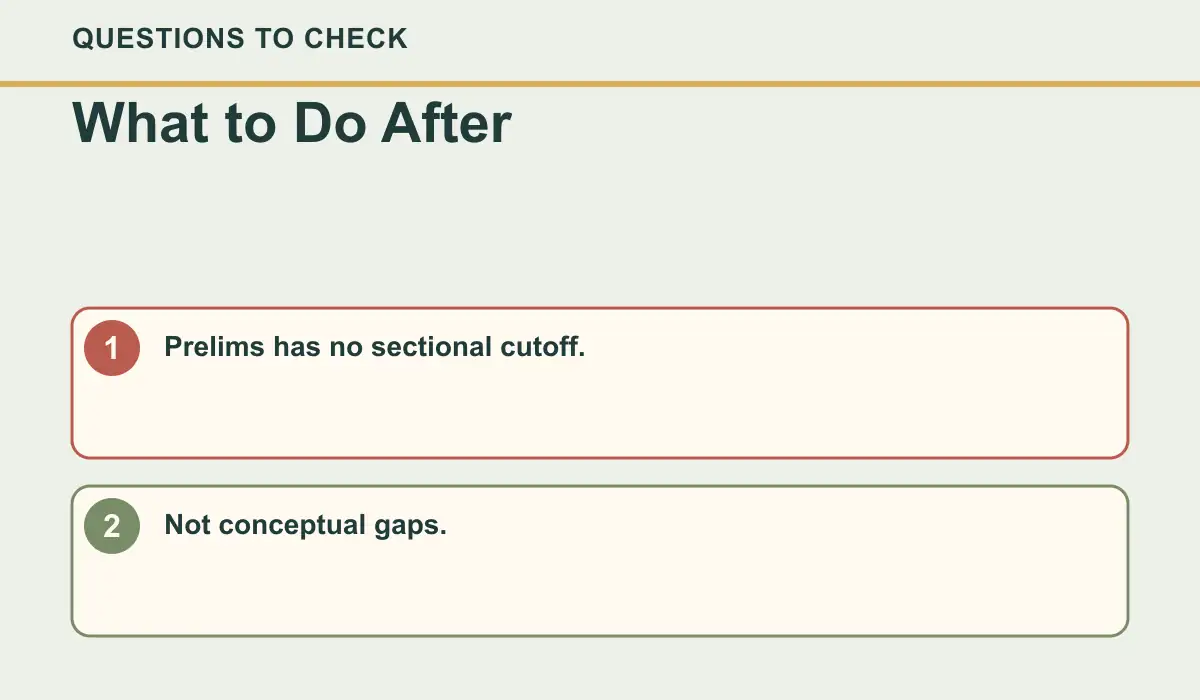 QUESTIONS TO CHECK
What to Do After
1 Prelims has no sectional cutoff.
2 Not conceptual gaps.